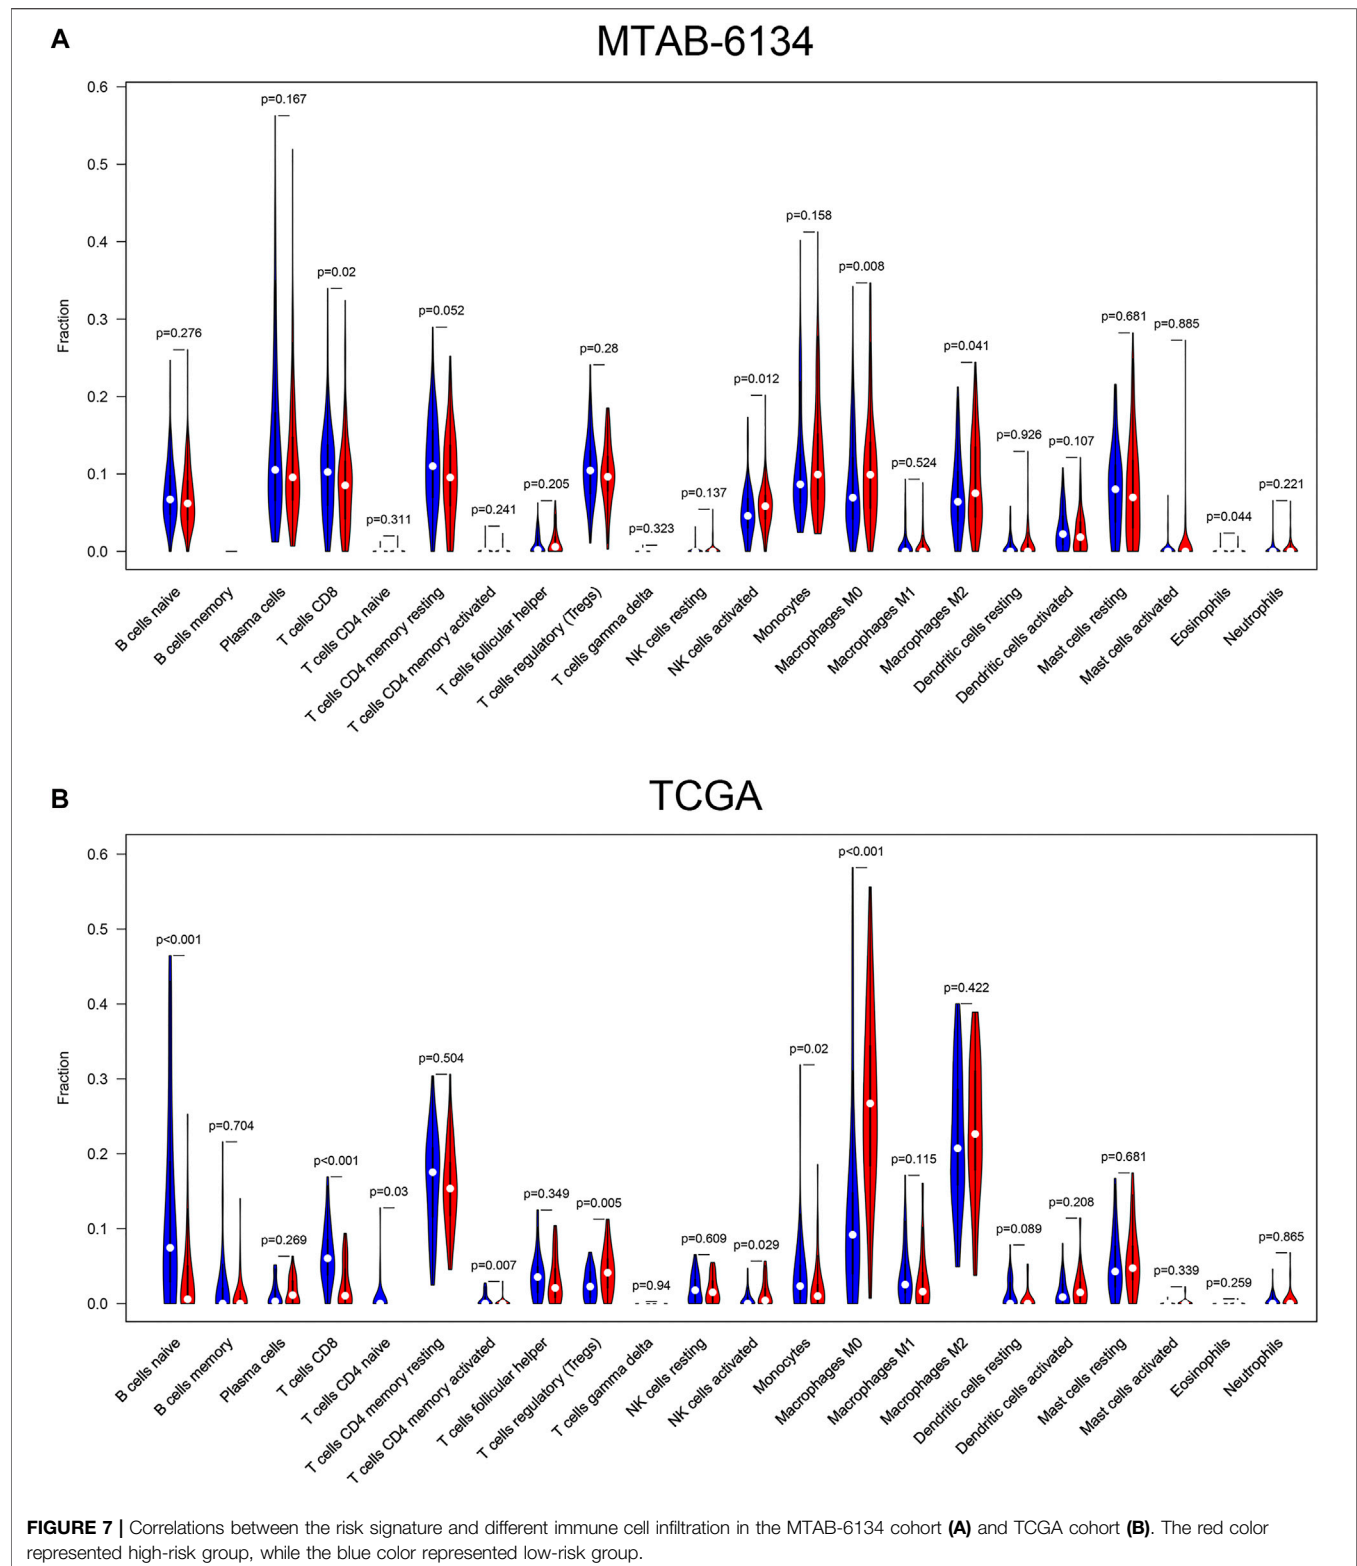 A
MTAB-6134
0.6
0.5
0.4
0.3
0.2
0.1
0.0
Fraction
p=0.276
p=0.167
p=0.02
p=0.311
p=0.052
p=0.241
p=0.205
p=0.28
p=0.323
p=0.137
p=0.012
p=0.158
p=0.008
p=0.524
p=0.041
p=0.926
p=0.107
p=0.681
p=0.885
p=0.044
p=0.221
B cells naive
B cells memory
Plasma cells
T cells CD8
T cells CD4 naive
T cells CD4 memory resting
T cells CD4 memory activated
T cells follicular helper
T cells regulatory (Tregs)
T cells gamma delta
NK cells resting
NK cells activated
Monocytes
Macrophages M0
Macrophages M1
Macrophages M2
Dendritic cells resting
Dendritic cells activated
Mast cells resting
Mast cells activated
Eosinophils
Neutrophils
B
TCGA
0.6
0.5
0.4
0.3
0.2
0.1
0.0
Fraction
p<0.001
p=0.704
p=0.269
p<0.001
p=0.03
p=0.504
p=0.007
p=0.349
p=0.005
p=0.94
p=0.609
p=0.029
p=0.02
p<0.001
p=0.115
p=0.422
p=0.089
p=0.208
p=0.681
p=0.339
p=0.259
p=0.865
B cells naive
B cells memory
Plasma cells
T cells CD8
T cells CD4 naive
T cells CD4 memory resting
T cells CD4 memory activated
T cells follicular helper
T cells regulatory (Tregs)
T cells gamma delta
NK cells resting
NK cells activated
Monocytes
Macrophages M0
Macrophages M1
Macrophages M2
Dendritic cells resting
Dendritic cells activated
Mast cells resting
Mast cells activated
Eosinophils
Neutrophils
FIGURE 7 | Correlations between the risk signature and different immune cell infiltration in the MTAB-6134 cohort (A) and TCGA cohort (B). The red color
represented high-risk group, while the blue color represented low-risk group.